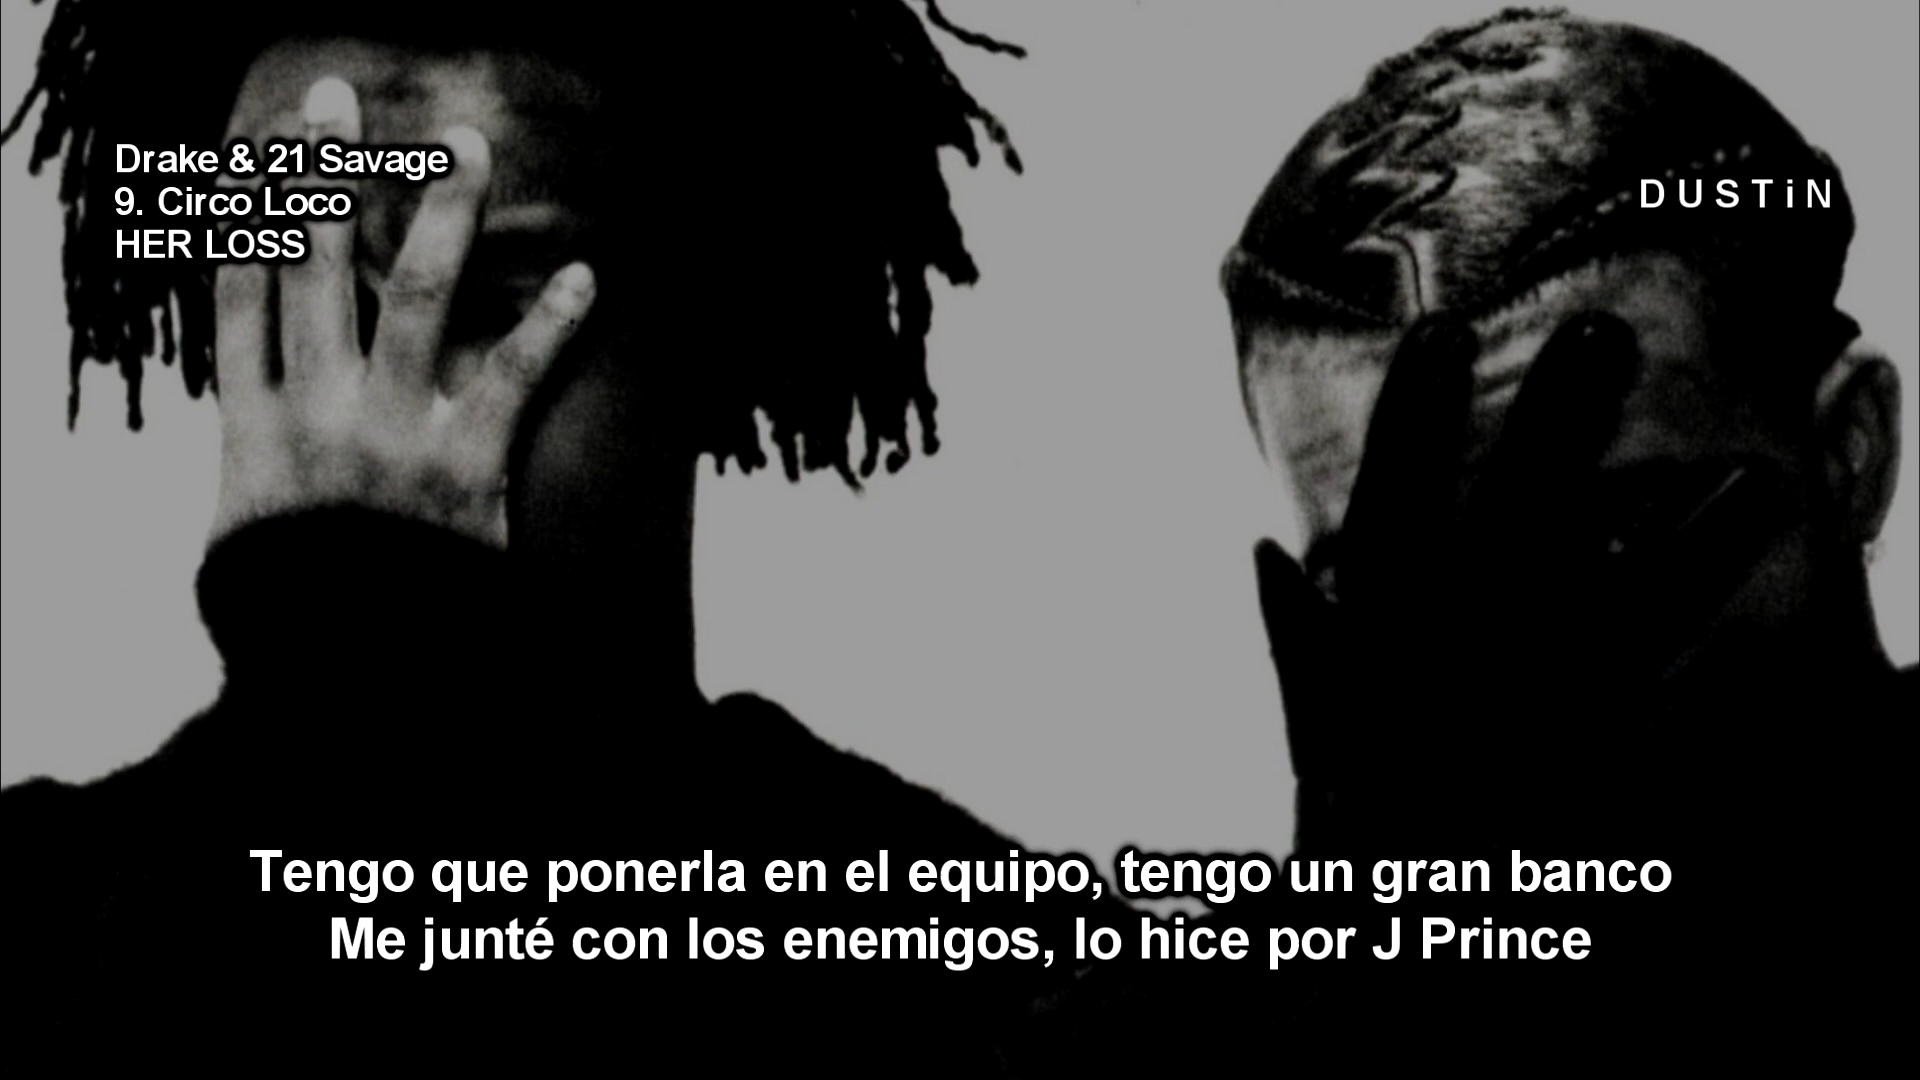 Drake & 21 Savage
9. Circo Loco
HER LOSS
DUSTiN
Tengo que ponerla en el equipo, tengo un gran banco
Me junté con los enemigos, lo hice por J Prince